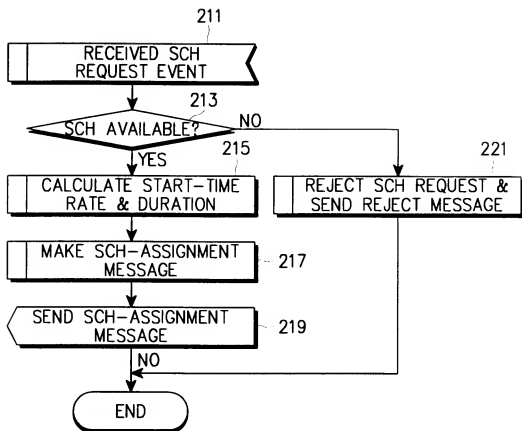 211
RECEIVED SCH
REQUEST EVENT
213
SCH AVAILABLE?
NO
YES
215
221
CALCULATE START-TIME
RATE & DURATION
REJECT SCH REQUEST &
SEND REJECT MESSAGE
MAKE SCH-ASSIGNMENT
MESSAGE
217
SEND SCH-ASSIGNMENT
MESSAGE
219
NO
END